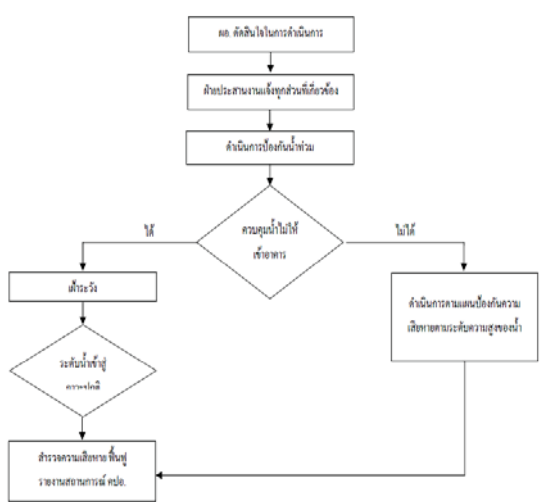 ผอ. ตัดสินใจในการดำเนินการ
ฝ่ายประสานงานแจ้งทุกส่วนที่เกี่ยวข้อง
ดำเนินการป้องกันน้ำท่วม
ควบคุมน้ำไม่ให้
เข้าอาคาร
ได้
ไม่ได้
เฝ้าระวัง
ดำเนินการตามแผนป้องกันความ
เสียหายตามระดับความสูงของน้ำ
ระดับน้ำเข้าสู่
ภาวะปกติ
สำรวจความเสียหาย ฟื้นฟู
รายงานสถานการณ์ คปอ.